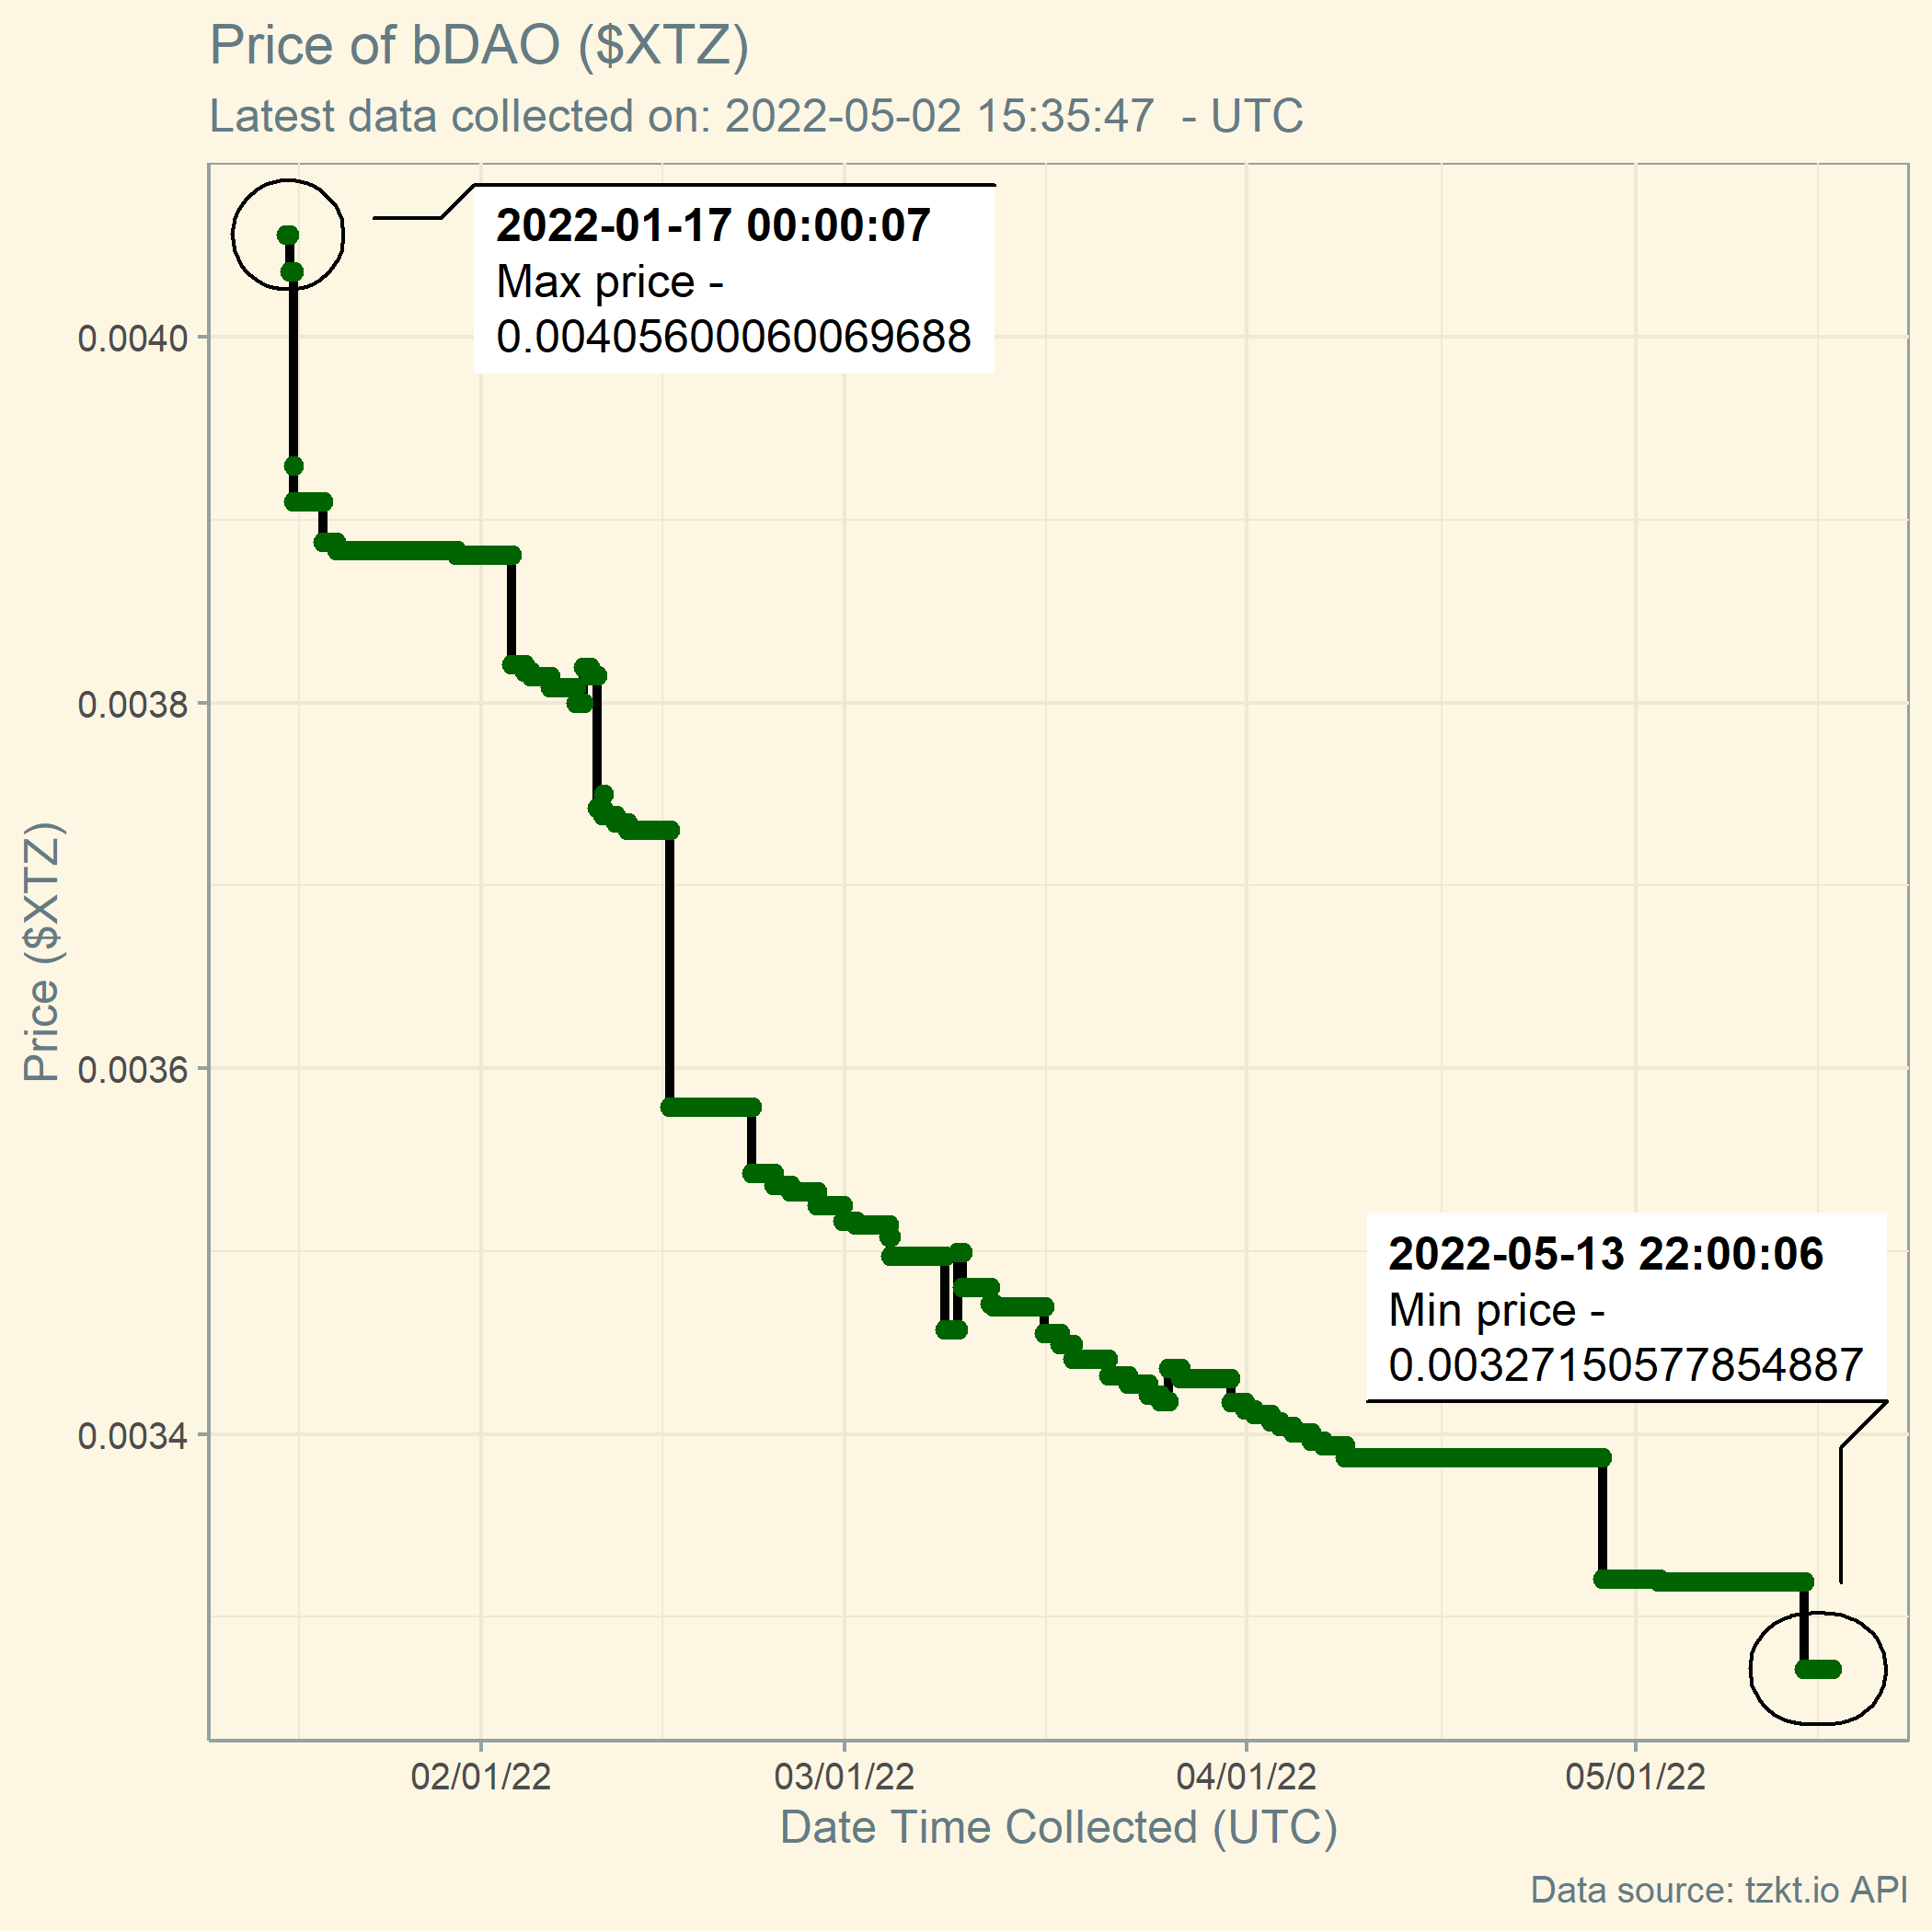 Price of bDAO ($XTZ)
Latest data collected on: 2022-05-02 15:35:47  - UTC
2022-01-17 00:00:07
Max price -
0.00405600060069688
0.0040
0.0038
0.0036
0.0034
Price ($XTZ)
2022-05-13 22:00:06
Min price -
0.00327150577854887
02/01/22
03/01/22
04/01/22
05/01/22
Date Time Collected (UTC)
Data source: tzkt.io API